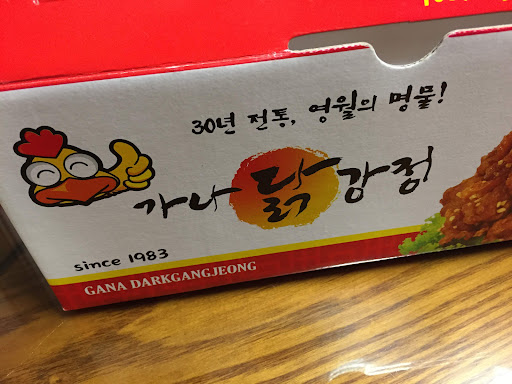 30년 전통, 영월의 명물!
가나 닭강정
since 1983
GANA DARKGANGJEONG